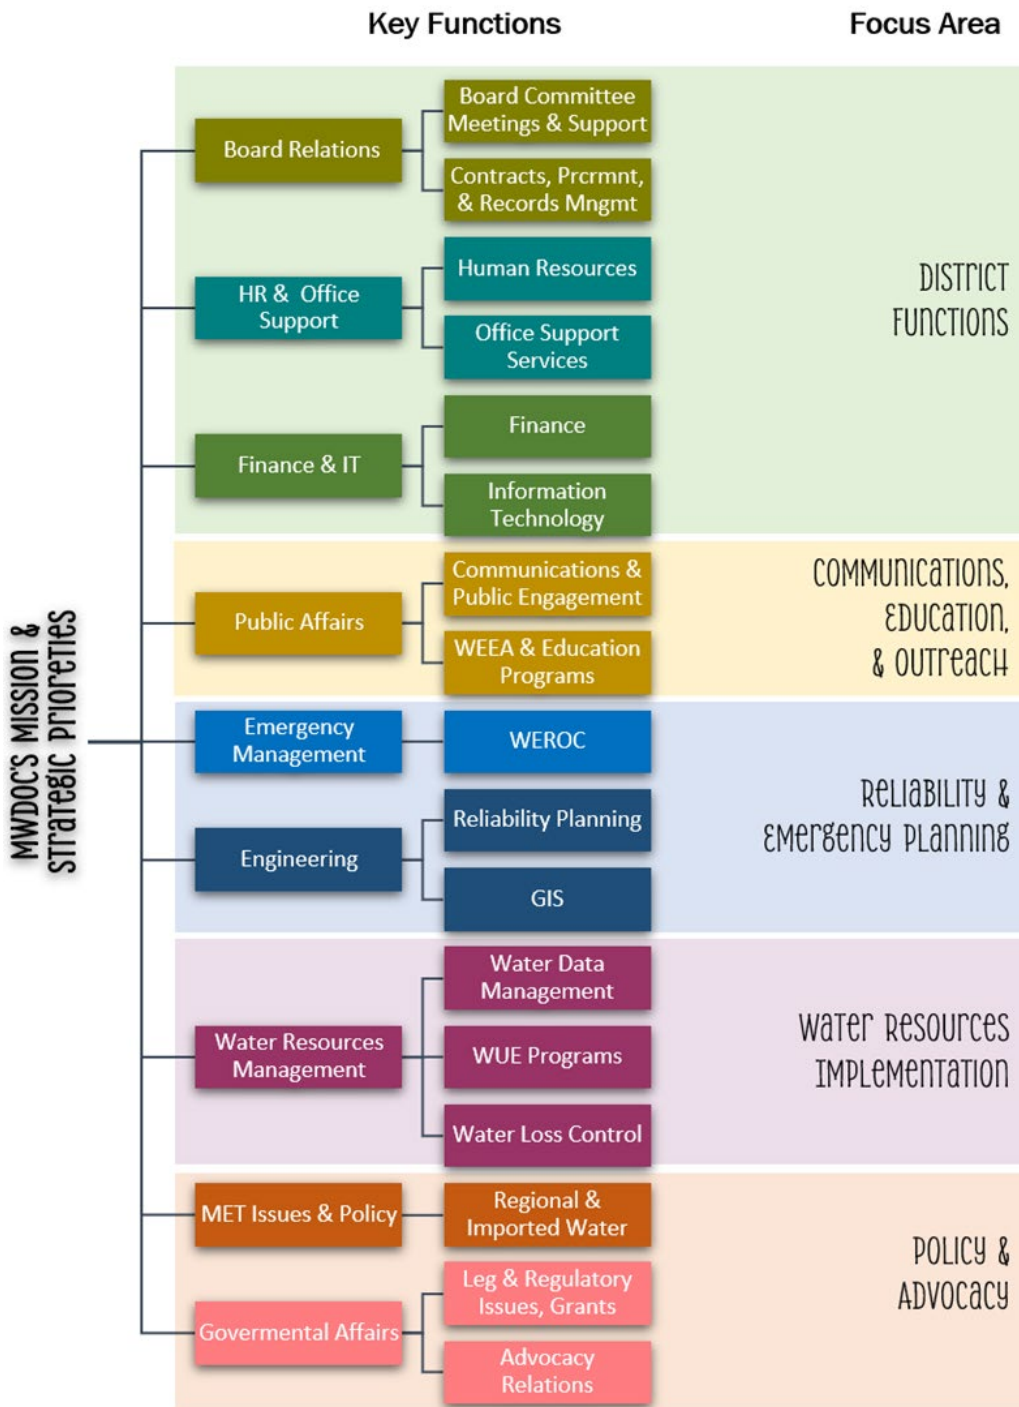 Key Functions
Focus Area
MWDOC'S MISSION &
STRATEGIC PRIORETIES
Board Relations
Board Committee
Meetings & Support
Contracts, Prcrmnt,
& Records Mngmt
HR &  Office
Support
Human Resources
Office Support
Services
Finance & IT
Finance
Information
Technology
DISTRICT
FUNCTIONS
Public Affairs
Communications &
Public Engagement
WEEA & Education
Programs
COMMUNICATIONS,
EDUCATION,
& OUTREACH
Emergency
Management
WEROC
Engineering
Reliability Planning
GIS
RELIABILITY &
EMERGENCY PLANNING
Water Resources
Management
Water Data
Management
WUE Programs
Water Loss Control
WATER RESOURCES
IMPLEMENTATION
MET Issues & Policy
Regional &
Imported Water
Govermental Affairs
Leg & Regulatory
Issues, Grants
Advocacy
Relations
POLICY &
ADVOCACY